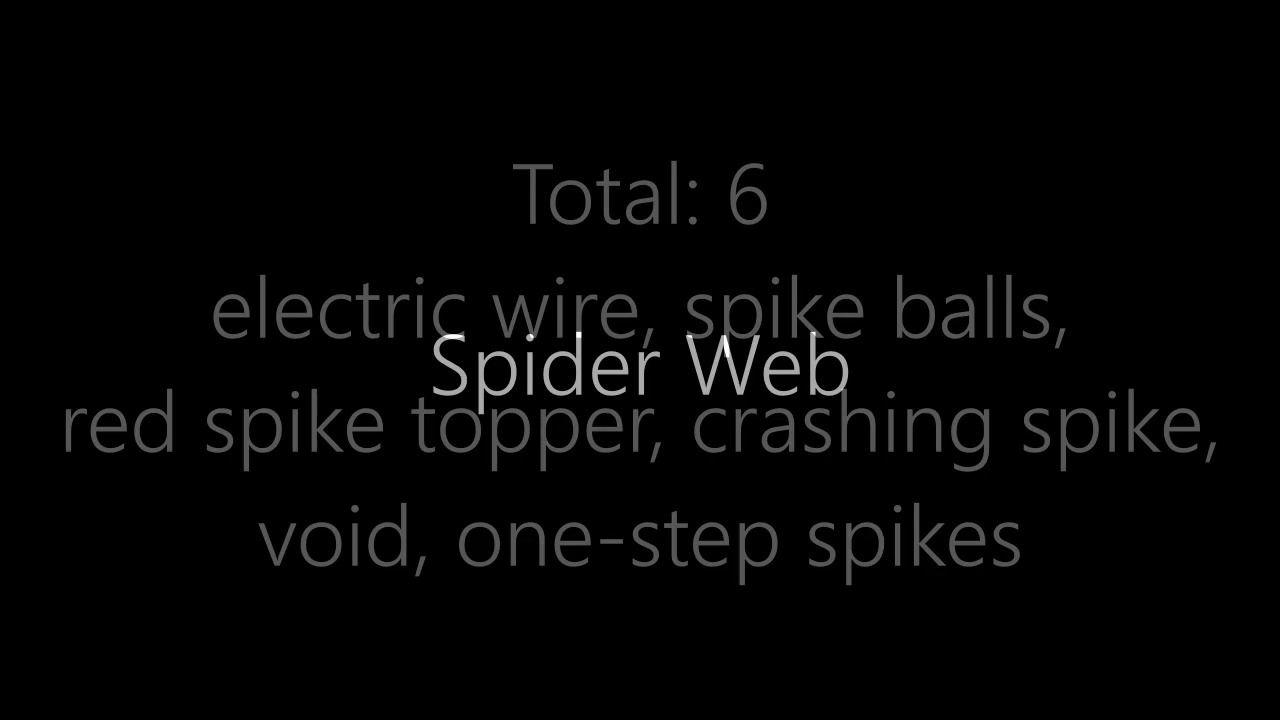 Total: 6
electric wire, spike balls,
Spider Web
red spike topper, crashing spike,
void, one-step spikes